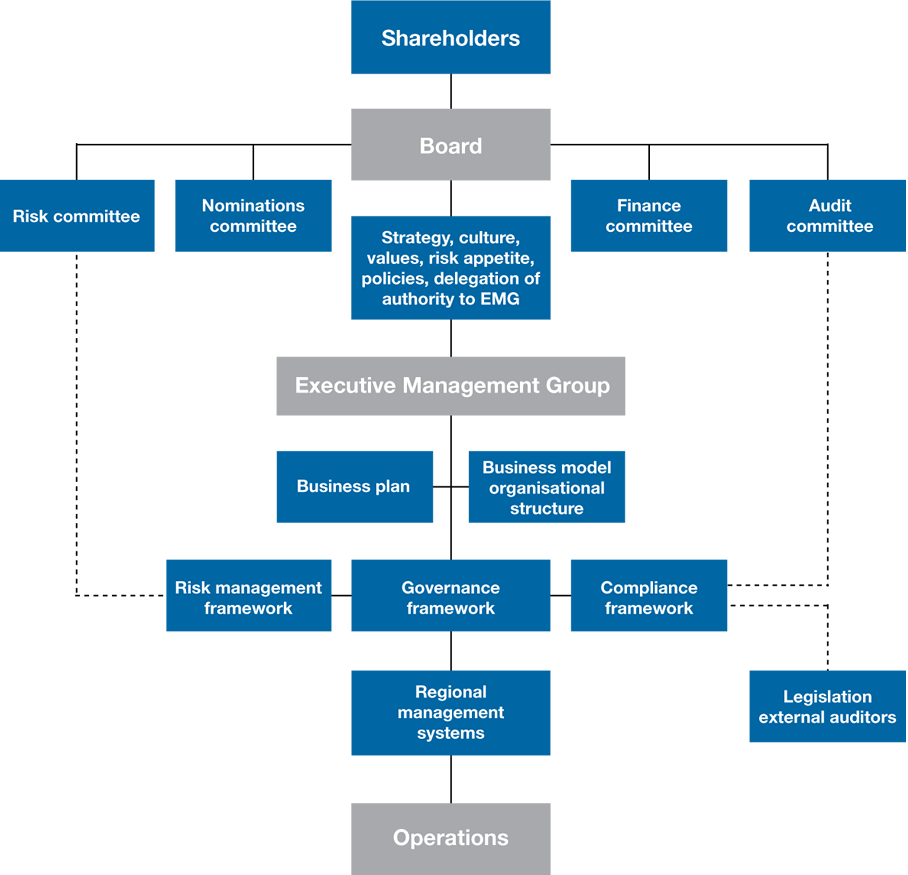 Shareholders
Board
Risk committee
Nominations
committee
Finance
committee
Audit
committee
Strategy, culture,
values, risk appetite,
policies, delegation of
authority to EMG
Executive Management Group
Business plan
Business model
organisational
structure
Risk management
framework
Governance
framework
Compliance
framework
Regional
management
systems
Legislation
external auditors
Operations